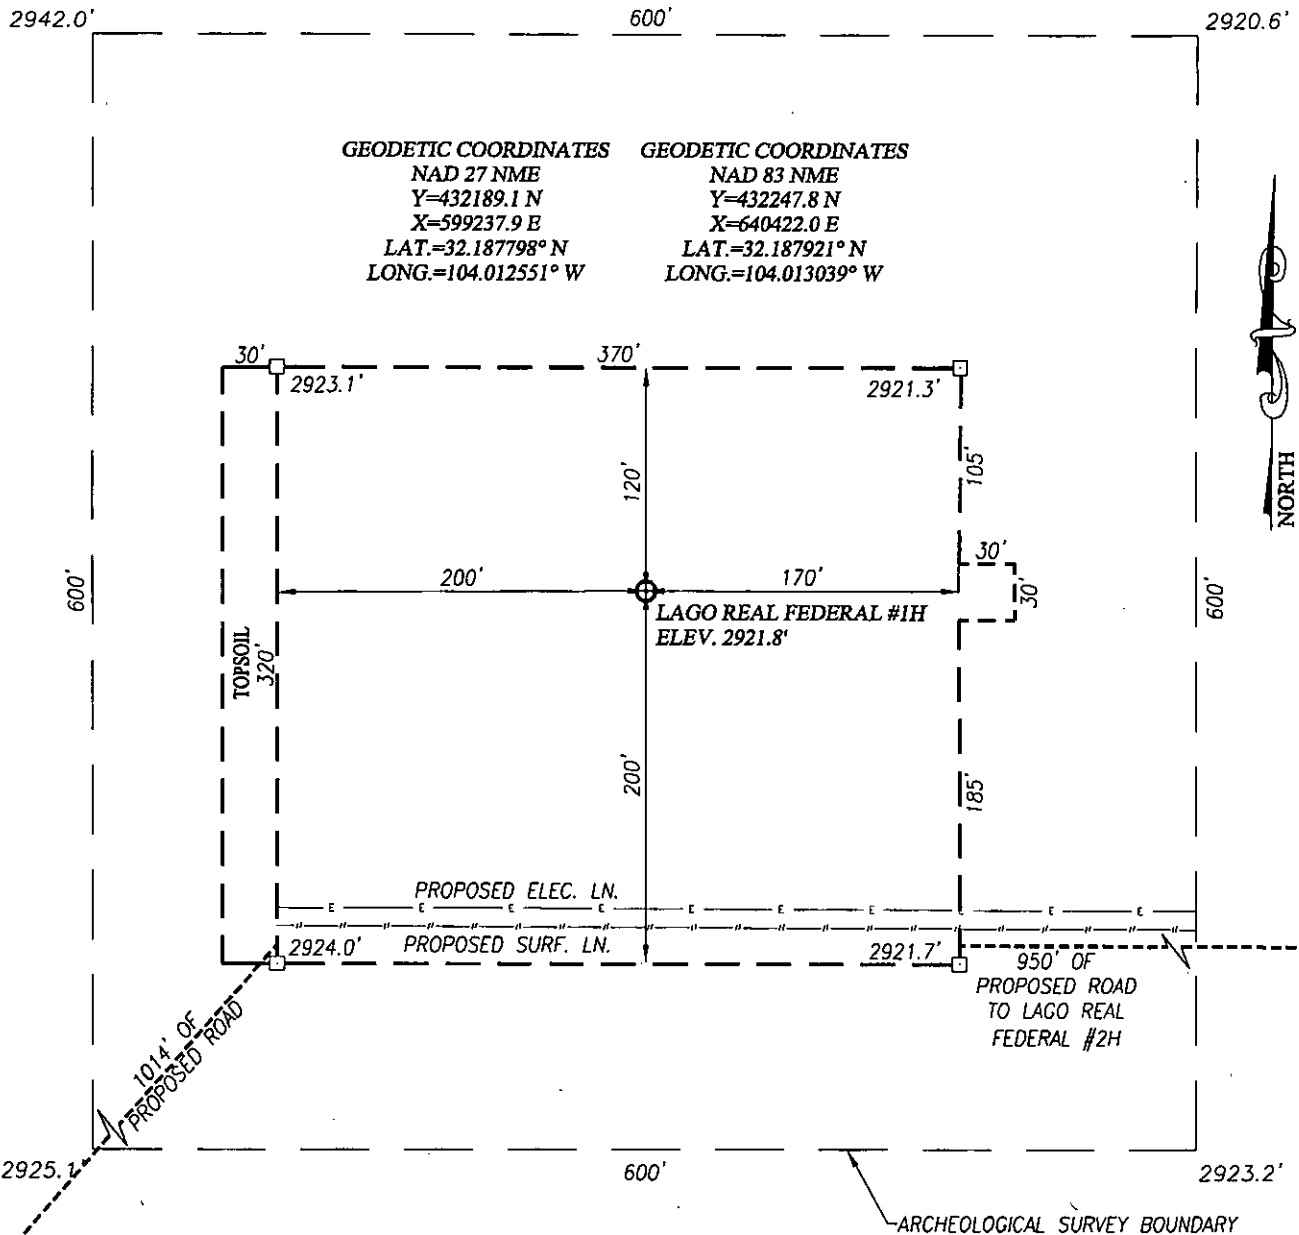 2942.0'
600'
2920.6'
GEODETIC COORDINATES
NAD 27 NME
Y=432189.1 N
X=599237.9 E
LAT.=32.187798° N
LONG.=104.012551° W
GEODETIC COORDINATES
NAD 83 NME
Y=432247.8 N
X=640422.0 E
LAT.=32.187921° N
LONG.=104.013039° W
30'
370'
2923.1'
2921.3'
120'
105'
NORTH
30'
600'
200'
170'
30'
600'
LAGO REAL FEDERAL #1H
ELEV. 2921.8'
TOPSOIL
320'
200'
185'
PROPOSED ELEC. LN.
E E E E E E E E E E
2924.0'
PROPOSED SURF. LN.
2921.7'
950' OF
PROPOSED ROAD
TO LAGO REAL
FEDERAL #2H
1014' OF
PROPOSED ROAD
2925.1'
600'
2923.2'
ARCHEOLOGICAL SURVEY BOUNDARY